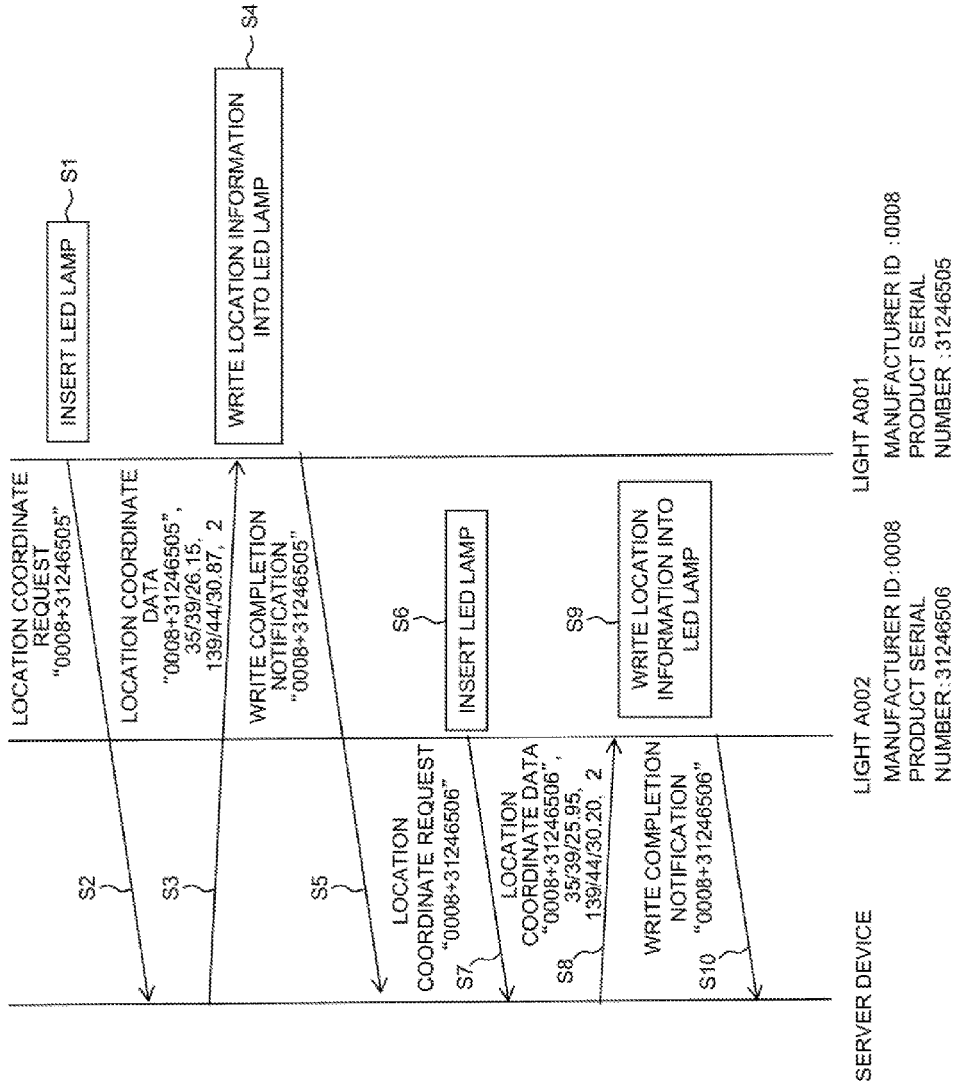 SERVER DEVICE
LIGHT A002
MANUFACTURER ID:0008
PRODUCT SERIAL
NUMBER : 31246506
LIGHT A001
MANUFACTURER ID :0008
PRODUCT SERIAL
NUMBER : 31246505
LOCATION COORDINATE
REQUEST
“0008+31246505”
INSERT LED LAMP
S1
S2
LOCATION COORDINATE
DATA
“0008+31246505”,
35/39/26.15,
139/44/30.87, 2
S3
WRITE LOCATION INFORMATION
INTO LED LAMP
S4
WRITE COMPLETION
NOTIFICATION
“0008+31246505”
S5
S6
INSERT LED LAMP
LOCATION
COORDINATE REQUEST
“0008+31246506”
S7
LOCATION
COORDINATE DATA
“0008+31246506”,
35/39/25.95,
139/44/30.20, 2
S8
S9
WRITE LOCATION
INFORMATION INTO
LED LAMP
WRITE COMPLETION
NOTIFICATION
“0008+31246506”
S10